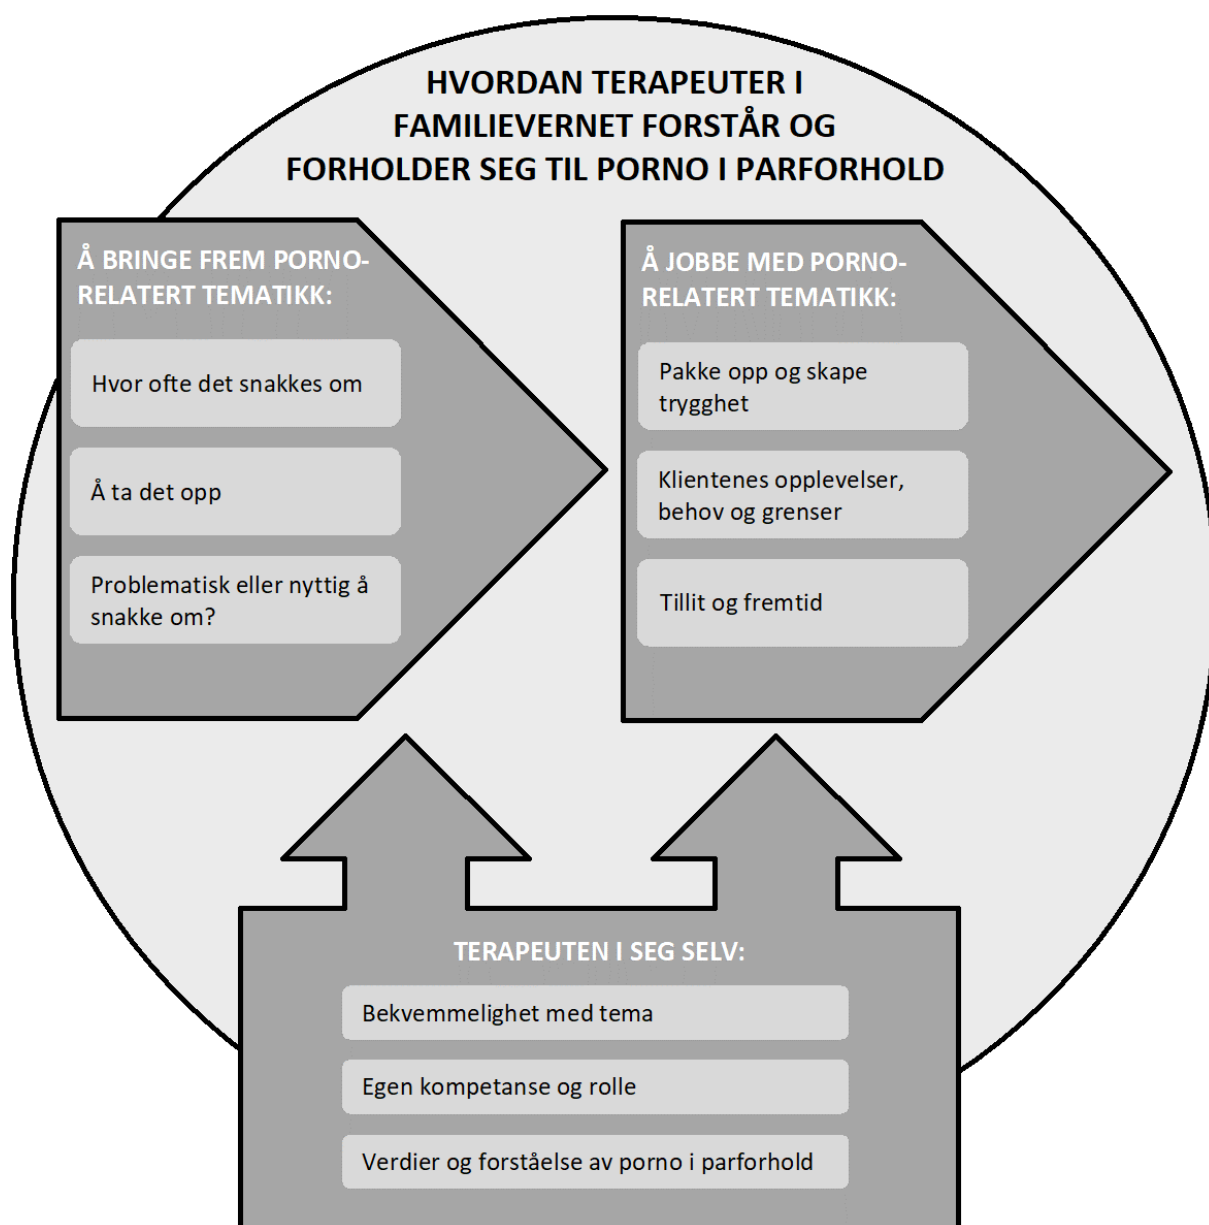 HVORDAN TERAPEUTER I
FAMILIEVERNET FORSTÅR OG
FORHOLDER SEG TIL PORNO I PARFORHOLD
Å BRINGE FREM PORNO-
RELATERT TEMATIKK:
Hvor ofte det snakkes om
Å ta det opp
Problematisk eller nyttig å
snakke om?
Å JOBBE MED PORNO-
RELATERT TEMATIKK:
Pakke opp og skape
trygghet
Klientenes opplevelser,
behov og grenser
Tillit og fremtid
TERAPEUTEN I SEG SELV:
Bekvemmelighet med tema
Egen kompetanse og rolle
Verdier og forståelse av porno i parforhold